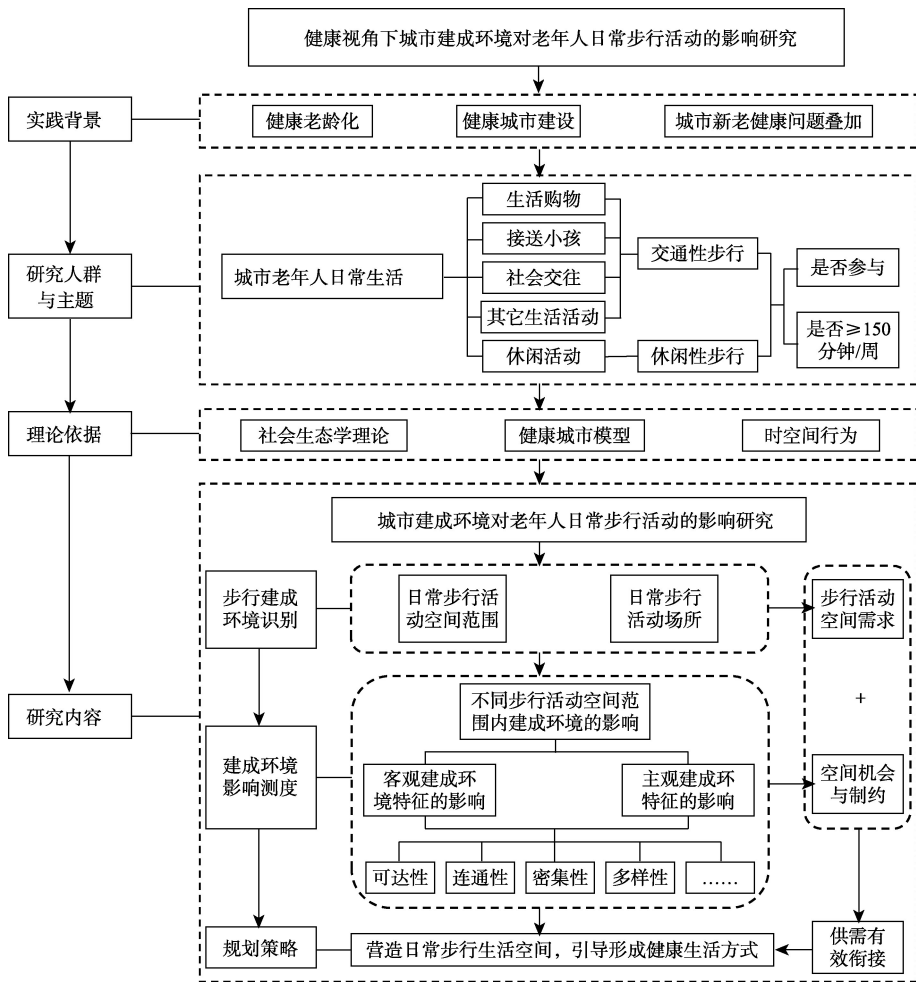 健康视角下城市建成环境对老年人日常步行活动的影响研究
实践背景
健康老龄化
健康城市建设
城市新老健康问题叠加
研究人群
与主题
城市老年人日常生活
生活购物
接送小孩
社会交往
其它生活活动
休闲活动
交通性步行
休闲性步行
是否参与
是否≥150
分钟/周
理论依据
社会生态学理论
健康城市模型
时空间行为
研究内容
城市建成环境对老年人日常步行活动的影响研究
步行建成
环境识别
日常步行活
动空间范围
日常步行
活动场所
步行活动
空间需求
+
空间机会
与制约
建成环境
影响测度
不同步行活动空间范
围内建成环境的影响
客观建成环
境特征的影响
主观建成环
特征的影响
可达性
连通性
密集性
多样性
……
规划策略
营造日常步行生活空间，引导形成健康生活方式
供需有
效衔接